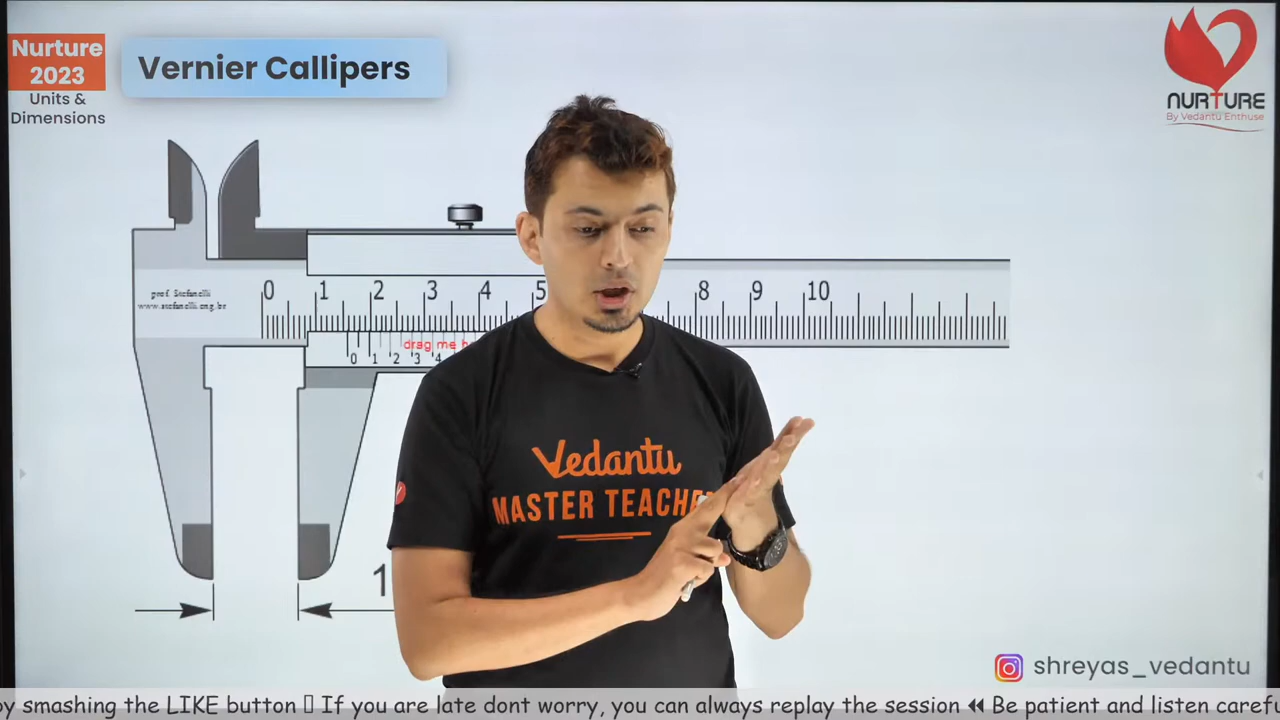 Nurture
2023
Units &
Dimensions
Vernier Callipers
NURTURE
By Vedantu Enthuse
prof. Stefanelli
www.stefanelli.eng.br
0 1 2 3 4 5 8 9 10
drag me h
0 1 2 3 4
1
Vedantu
MASTER TEACHE
shreyas_vedantu
by smashing the LIKE button ▯ If you are late dont worry, you can always replay the session ⏪ Be patient and listen carefu